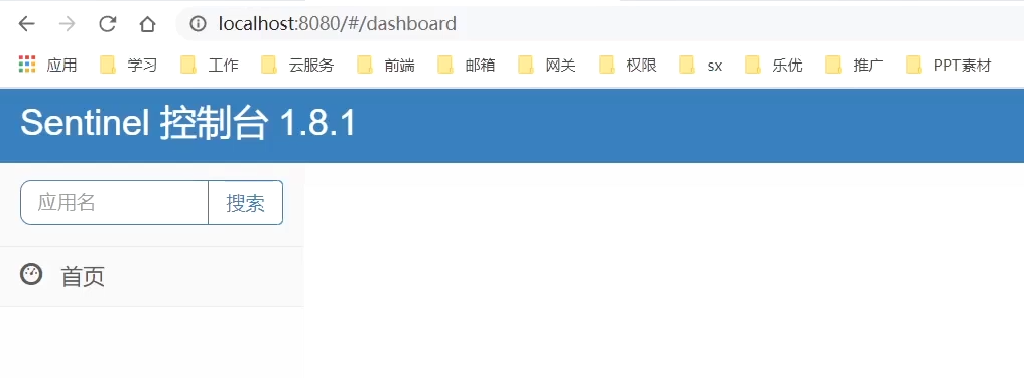 localhost:8080/#/dashboard
应用 学习 工作 云服务 前端 邮箱 网关 权限 sx 乐优 推广 PPT素材
Sentinel 控制台 1.8.1
应用名 搜索
首页